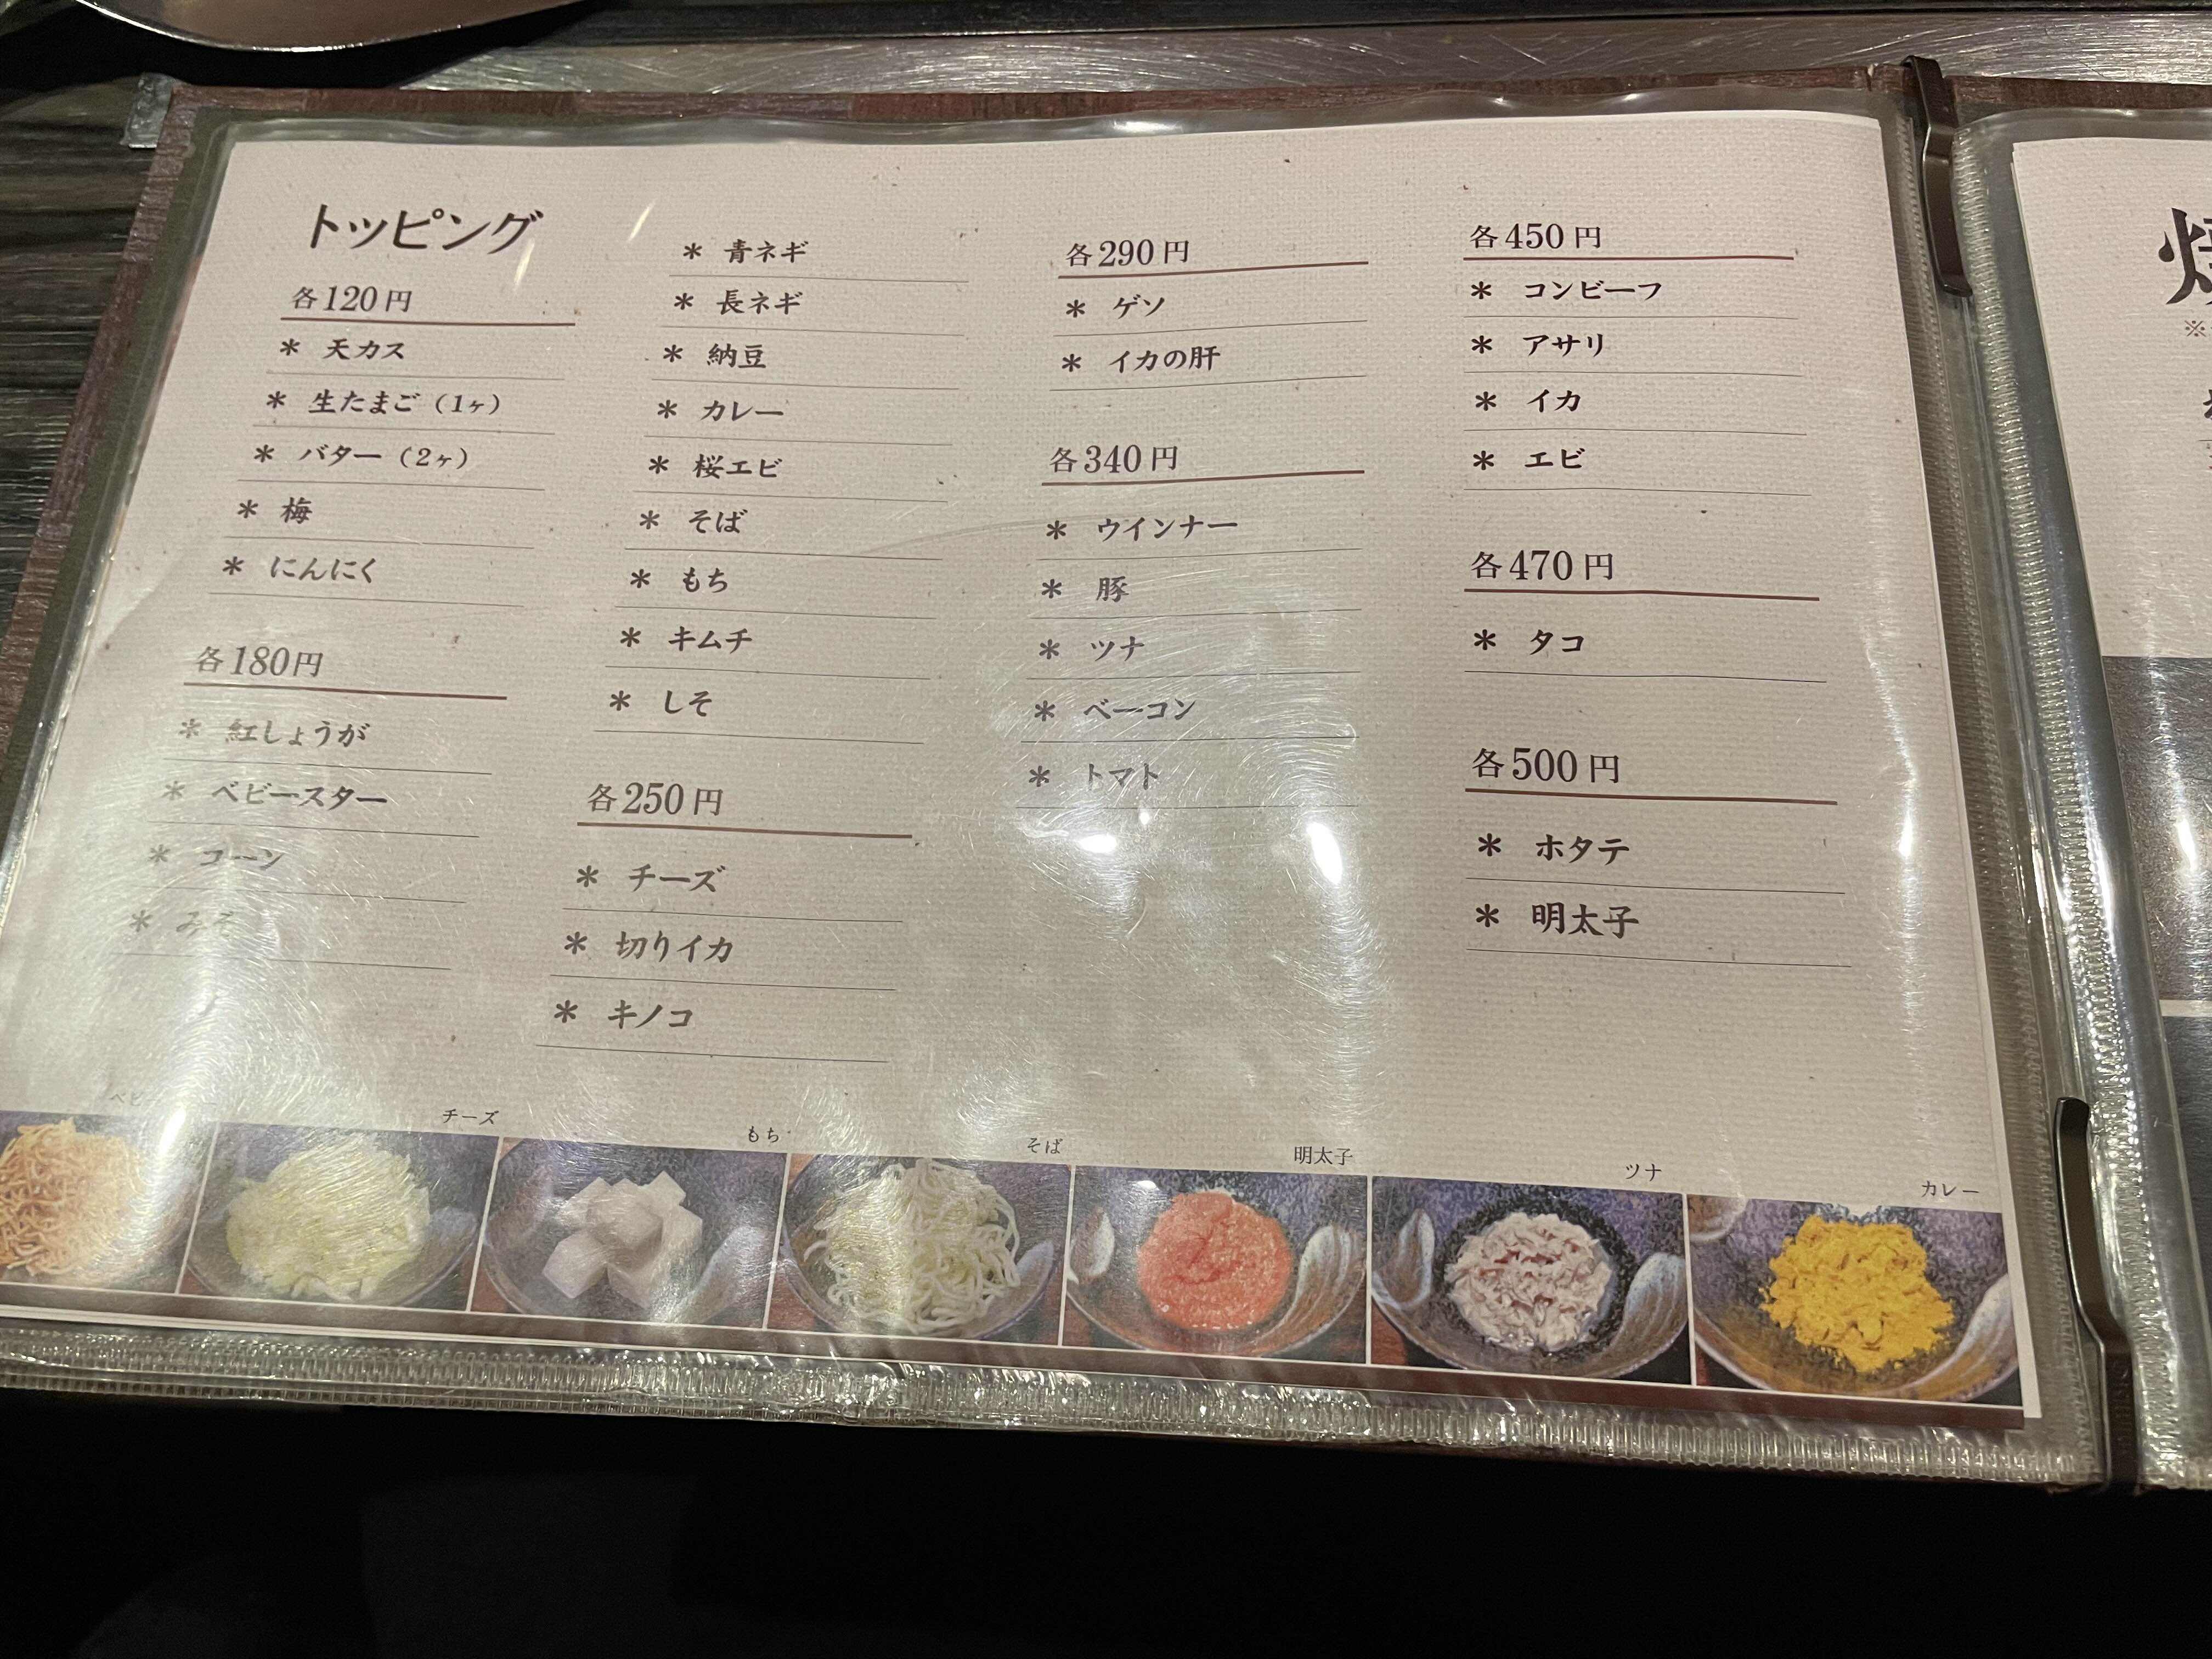 トッピング
各120円
＊ 天カス
＊ 生たまご（1ヶ）
＊ バター（2ヶ）
＊ 梅
＊ にんにく
各180円
＊ 紅しょうが
＊ ベビースター
＊ コーン
＊ みそ
＊ 青ネギ
＊ 長ネギ
＊ 納豆
＊ カレー
＊ 桜エビ
＊ そば
＊ もち
＊ キムチ
＊ しそ
各250円
＊ チーズ
＊ 切りイカ
＊ キノコ
各290円
＊ ゲソ
＊ イカの肝
各340円
＊ ウインナー
＊ 豚
＊ ツナ
＊ ベーコン
＊ トマト
各450円
＊ コンビーフ
＊ アサリ
＊ イカ
＊ エビ
各470円
＊ タコ
各500円
＊ ホタテ
＊ 明太子
チーズ
もち
そば
明太子
ツナ
カレー
※